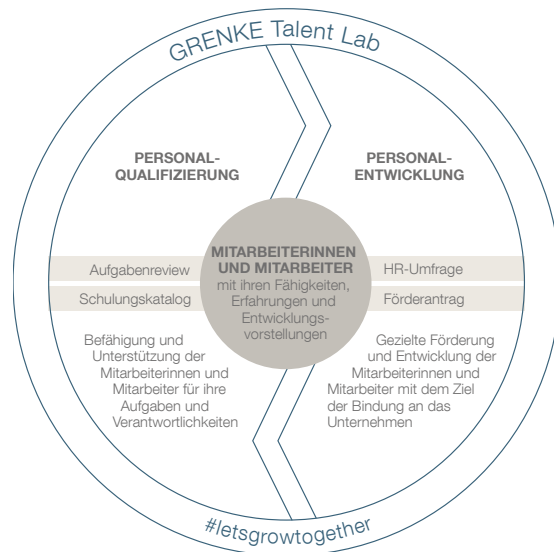 GRENKE Talent Lab
PERSONAL-
QUALIFIZIERUNG
Aufgabenreview
Schulungskatalog
Befähigung und
Unterstützung der
Mitarbeiterinnen und
Mitarbeiter für ihre
Aufgaben und
Verantwortlichkeiten
MITARBEITERINNEN
UND MITARBEITER
mit ihren Fähigkeiten,
Erfahrungen und
Entwicklungs-
vorstellungen
PERSONAL-
ENTWICKLUNG
HR-Umfrage
Förderantrag
Gezielte Förderung
und Entwicklung der
Mitarbeiterinnen und
Mitarbeiter mit dem Ziel
der Bindung an das
Unternehmen
#letsgrowtogether